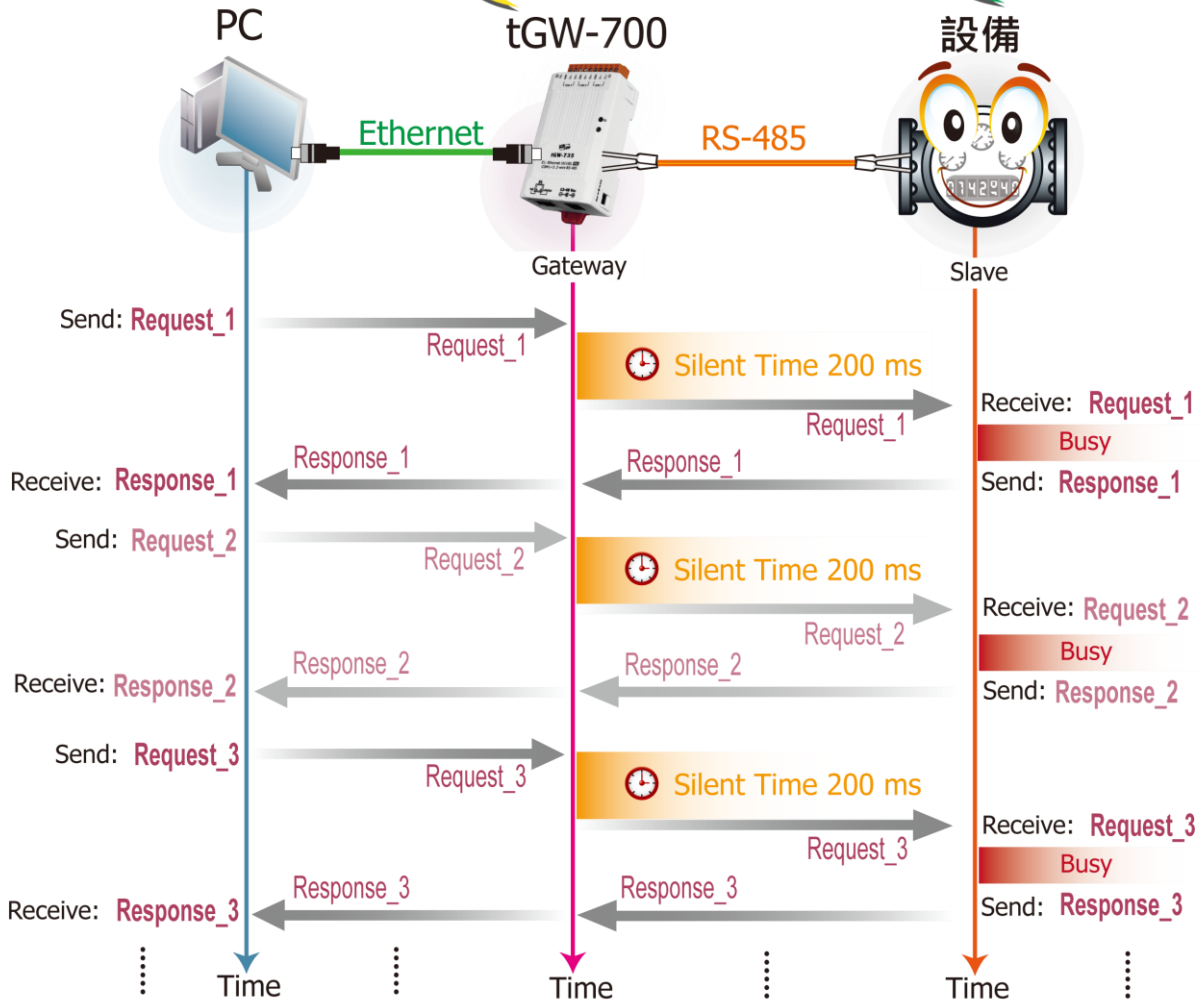 PC
tGW-700
設備
Ethernet
RS-485
tGW-735
Gateway
Slave
Send: Request_1
Request_1
Silent Time 200 ms
Request_1
Receive: Request_1
Busy
Receive: Response_1
Response_1
Response_1
Send: Response_1
Send: Request_2
Request_2
Silent Time 200 ms
Request_2
Receive: Request_2
Busy
Receive: Response_2
Response_2
Response_2
Send: Response_2
Send: Request_3
Request_3
Silent Time 200 ms
Request_3
Receive: Request_3
Busy
Receive: Response_3
Response_3
Response_3
Send: Response_3
Time
Time
Time